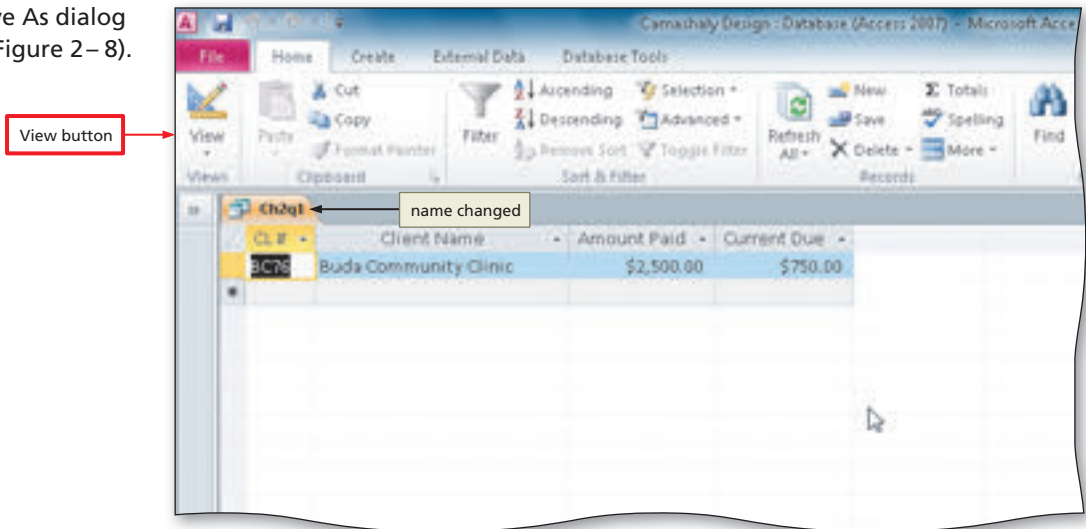 ve As dialog
Figure 2–8).
Camashaly Design : Database (Access 2007) - Microsoft Acce
File Home Create External Data Database Tools
View
Paste
Cut
Copy
Format Painter
Filter
Ascending
Descending
Remove Sort
Selection
Advanced
Toggle Filter
Refresh
All
New
Save
Delete
Totals
Spelling
More
Find
Views Clipboard Sort & Filter Records
View button
Ch2q1
name changed
CL # Client Name Amount Paid Current Due
BC76 Buda Community Clinic $2,500.00 $750.00